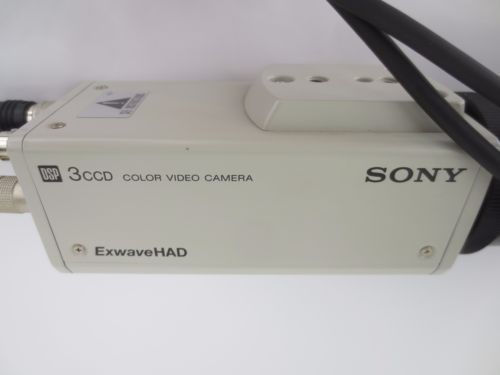 DSP 3CCD COLOR VIDEO CAMERA
SONY
ExwaveHAD